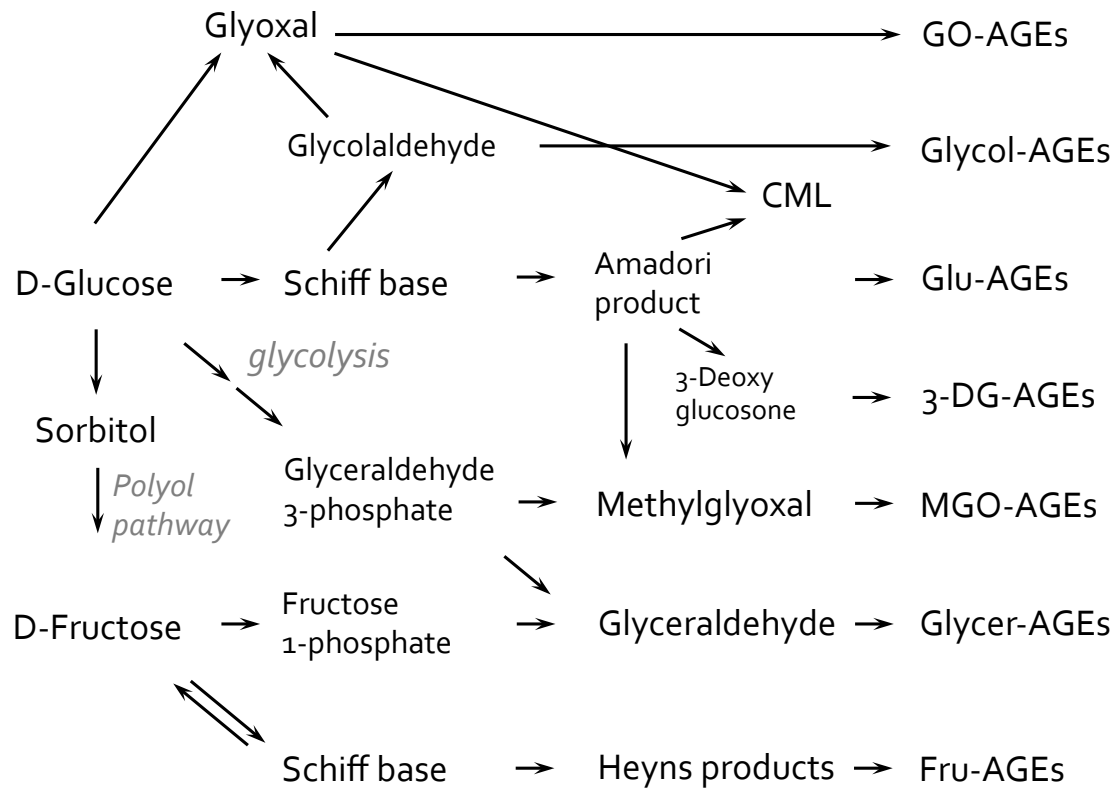 Glyoxal
GO-AGEs
Glycolaldehyde
Glycol-AGEs
CML
D-Glucose
Schiff base
Amadori
product
Glu-AGEs
glycolysis
3-Deoxy
glucosone
3-DG-AGEs
Sorbitol
Polyol
pathway
Glyceraldehyde
3-phosphate
Methylglyoxal
MGO-AGEs
D-Fructose
Fructose
1-phosphate
Glyceraldehyde
Glycer-AGEs
Schiff base
Heyns products
Fru-AGEs